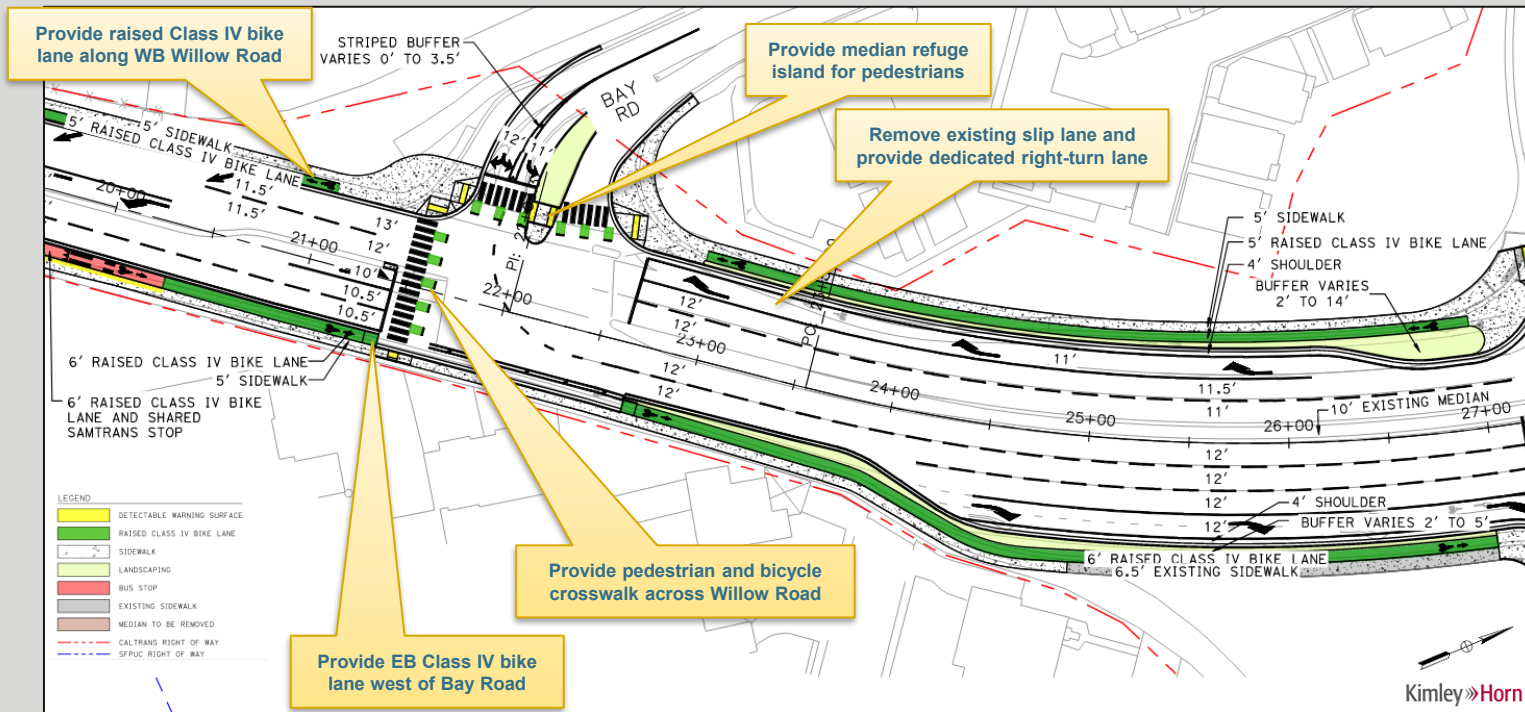 Provide raised Class IV bike
lane along WB Willow Road
STRIPED BUFFER
VARIES 0' TO 3.5'
Provide median refuge
island for pedestrians
Remove existing slip lane and
provide dedicated right-turn lane
BAY
RD
12'
11'
5' SIDEWALK
5' RAISED CLASS IV BIKE LANE
11.5'
11.5'
20+00
13'
12'
21+00
10'
10.5'
10.5'
PI:
22+00
12'
12'
23+00
PC:
12'
12'
24+00
11'
11.5'
11'
25+00
26+00
27+00
10' EXISTING MEDIAN
5' SIDEWALK
5' RAISED CLASS IV BIKE LANE
4' SHOULDER
BUFFER VARIES
2' TO 14'
12'
12'
12'
12'
4' SHOULDER
BUFFER VARIES 2' TO 5'
6' RAISED CLASS IV BIKE LANE
6.5' EXISTING SIDEWALK
6' RAISED CLASS IV BIKE LANE
5' SIDEWALK
6' RAISED CLASS IV BIKE
LANE AND SHARED
SAMTRANS STOP
Provide pedestrian and bicycle
crosswalk across Willow Road
Provide EB Class IV bike
lane west of Bay Road
LEGEND
DETECTABLE WARNING SURFACE
RAISED CLASS IV BIKE LANE
SIDEWALK
LANDSCAPING
BUS STOP
EXISTING SIDEWALK
MEDIAN TO BE REMOVED
CALTRANS RIGHT OF WAY
SFPUC RIGHT OF WAY
Kimley»Horn